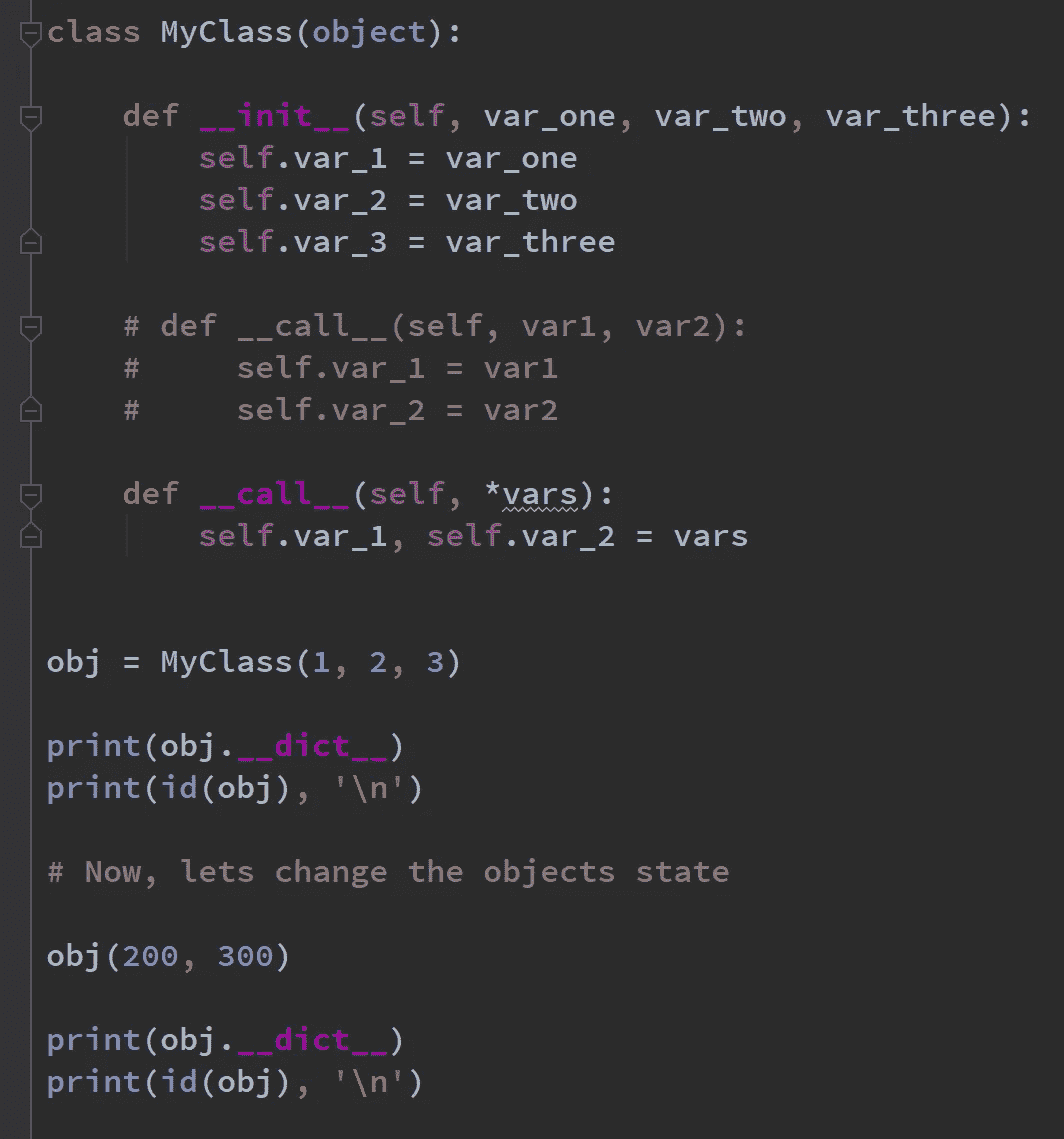 class MyClass(object):
    def __init__(self, var_one, var_two, var_three):
        self.var_1 = var_one
        self.var_2 = var_two
        self.var_3 = var_three
    # def __call__(self, var1, var2):
    #     self.var_1 = var1
    #     self.var_2 = var2
    def __call__(self, *vars):
        self.var_1, self.var_2 = vars
obj = MyClass(1, 2, 3)
print(obj.__dict__)
print(id(obj), '\n')
# Now, lets change the objects state
obj(200, 300)
print(obj.__dict__)
print(id(obj), '\n')